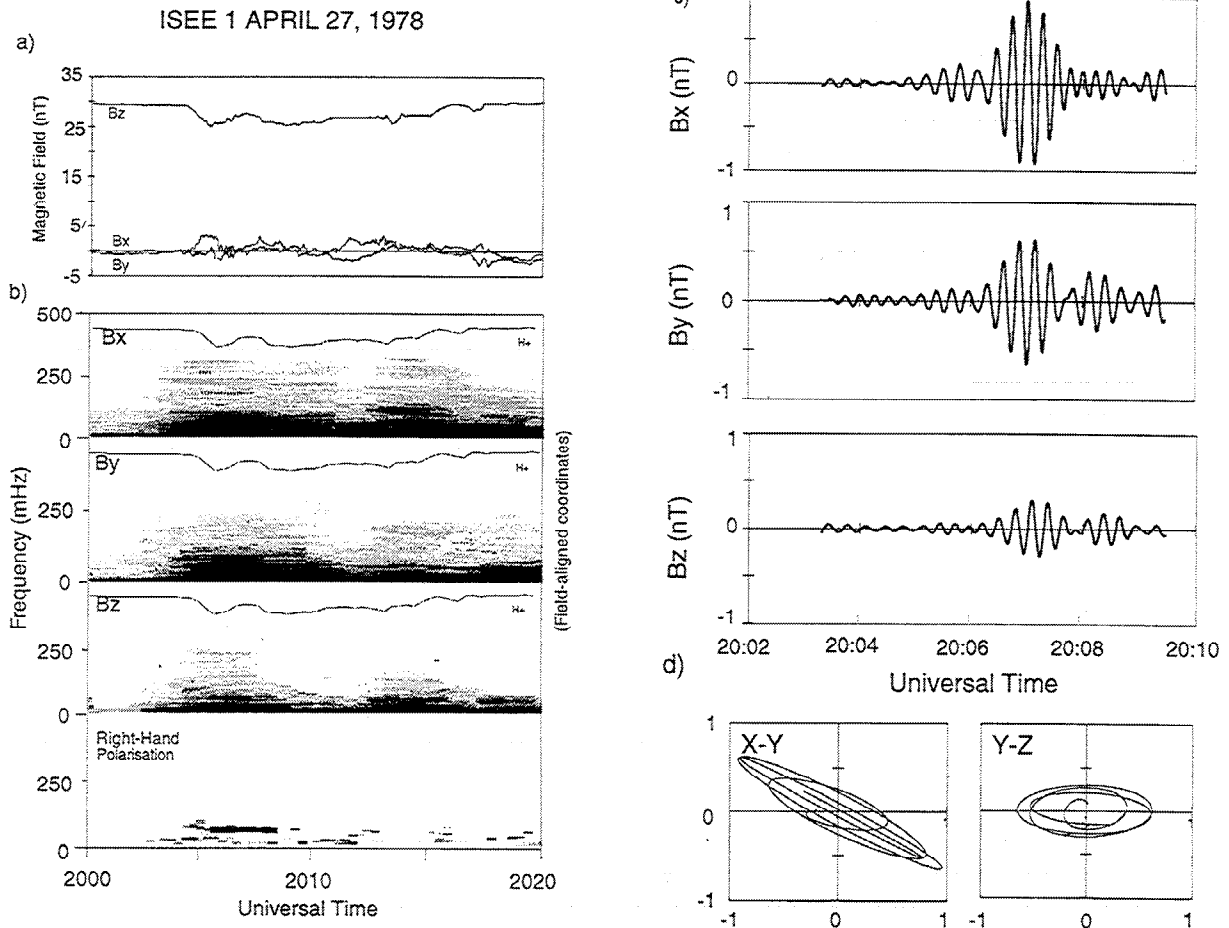 ISEE 1 APRIL 27, 1978
a)
35
25
15
5
-5
Magnetic Field (nT)
Bz
Bx
By
b)
500
250
0
Bx
H+
250
0
By
H+
250
0
Bz
H+
Right-Hand
Polarisation
250
0
Frequency (mHz)
(Field-aligned coordinates)
2000
2010
2020
Universal Time
Bx (nT)
0
-1
By (nT)
1
0
-1
Bz (nT)
1
0
-1
20:02
20:04
20:06
20:08
20:10
Universal Time
d)
X-Y
1
0
-1
-1
0
1
Y-Z
-1
0
1